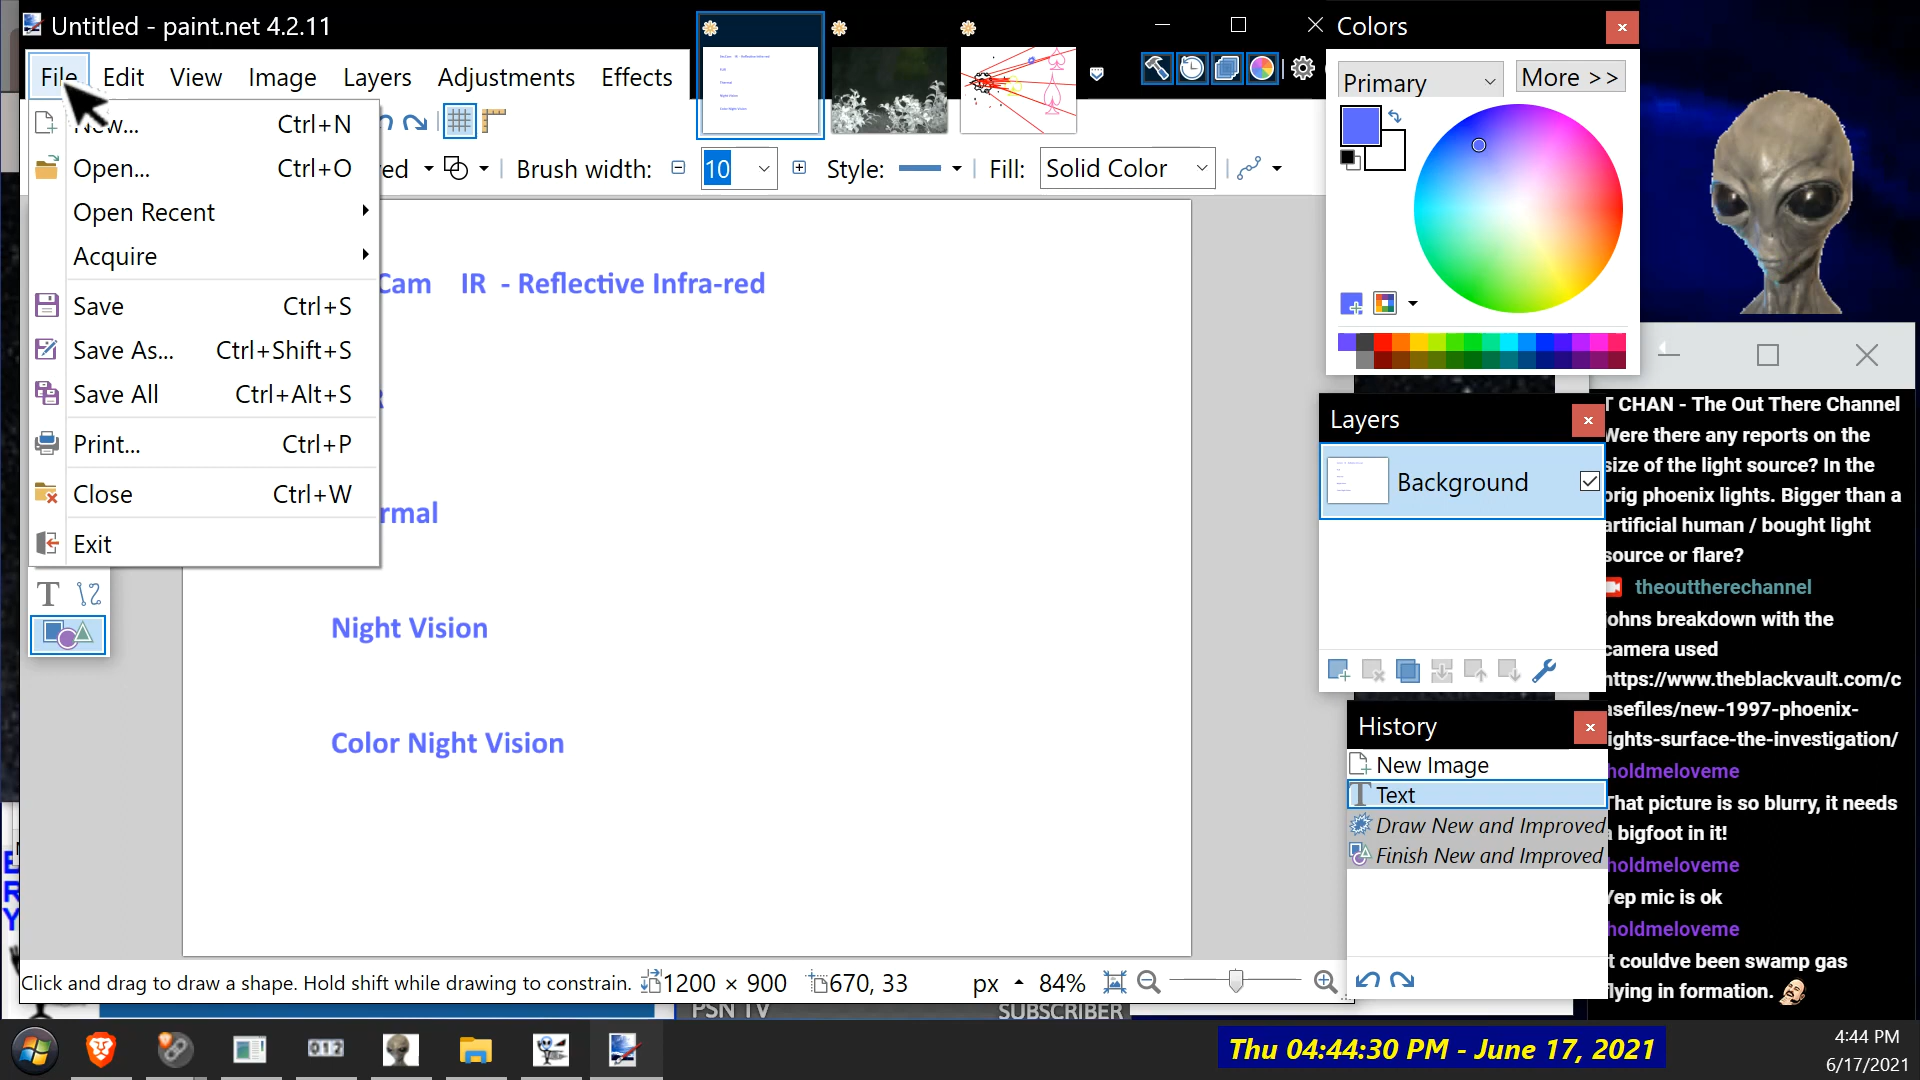 Untitled - paint.net 4.2.11
File Edit View Image Layers Adjustments Effects
New... Ctrl+N
Open... Ctrl+O
Open Recent
Acquire
Save Ctrl+S
Save As... Ctrl+Shift+S
Save All Ctrl+Alt+S
Print... Ctrl+P
Close Ctrl+W
Exit
ed
Brush width: 10 Style: Fill: Solid Color
Cam IR - Reflective Infra-red
R
rmal
Night Vision
Color Night Vision
Click and drag to draw a shape. Hold shift while drawing to constrain. 1200 × 900 670, 33 px 84%
Colors
Primary More >>
Layers
Background
History
New Image
Text
Draw New and Improved
Finish New and Improved
T CHAN - The Out There Channel
Were there any reports on the
size of the light source? In the
orig phoenix lights. Bigger than a
artificial human / bought light
source or flare?
theouttherechannel
ohns breakdown with the
camera used
https://www.theblackvault.com/c
asefiles/new-1997-phoenix-
ights-surface-the-investigation/
holdmeloveme
That picture is so blurry, it needs
a bigfoot in it!
holdmeloveme
Yep mic is ok
holdmeloveme
t couldve been swamp gas
flying in formation.
E
R
Y
PSN TV SUBSCRIBER
012
Thu 04:44:30 PM - June 17, 2021
4:44 PM
6/17/2021